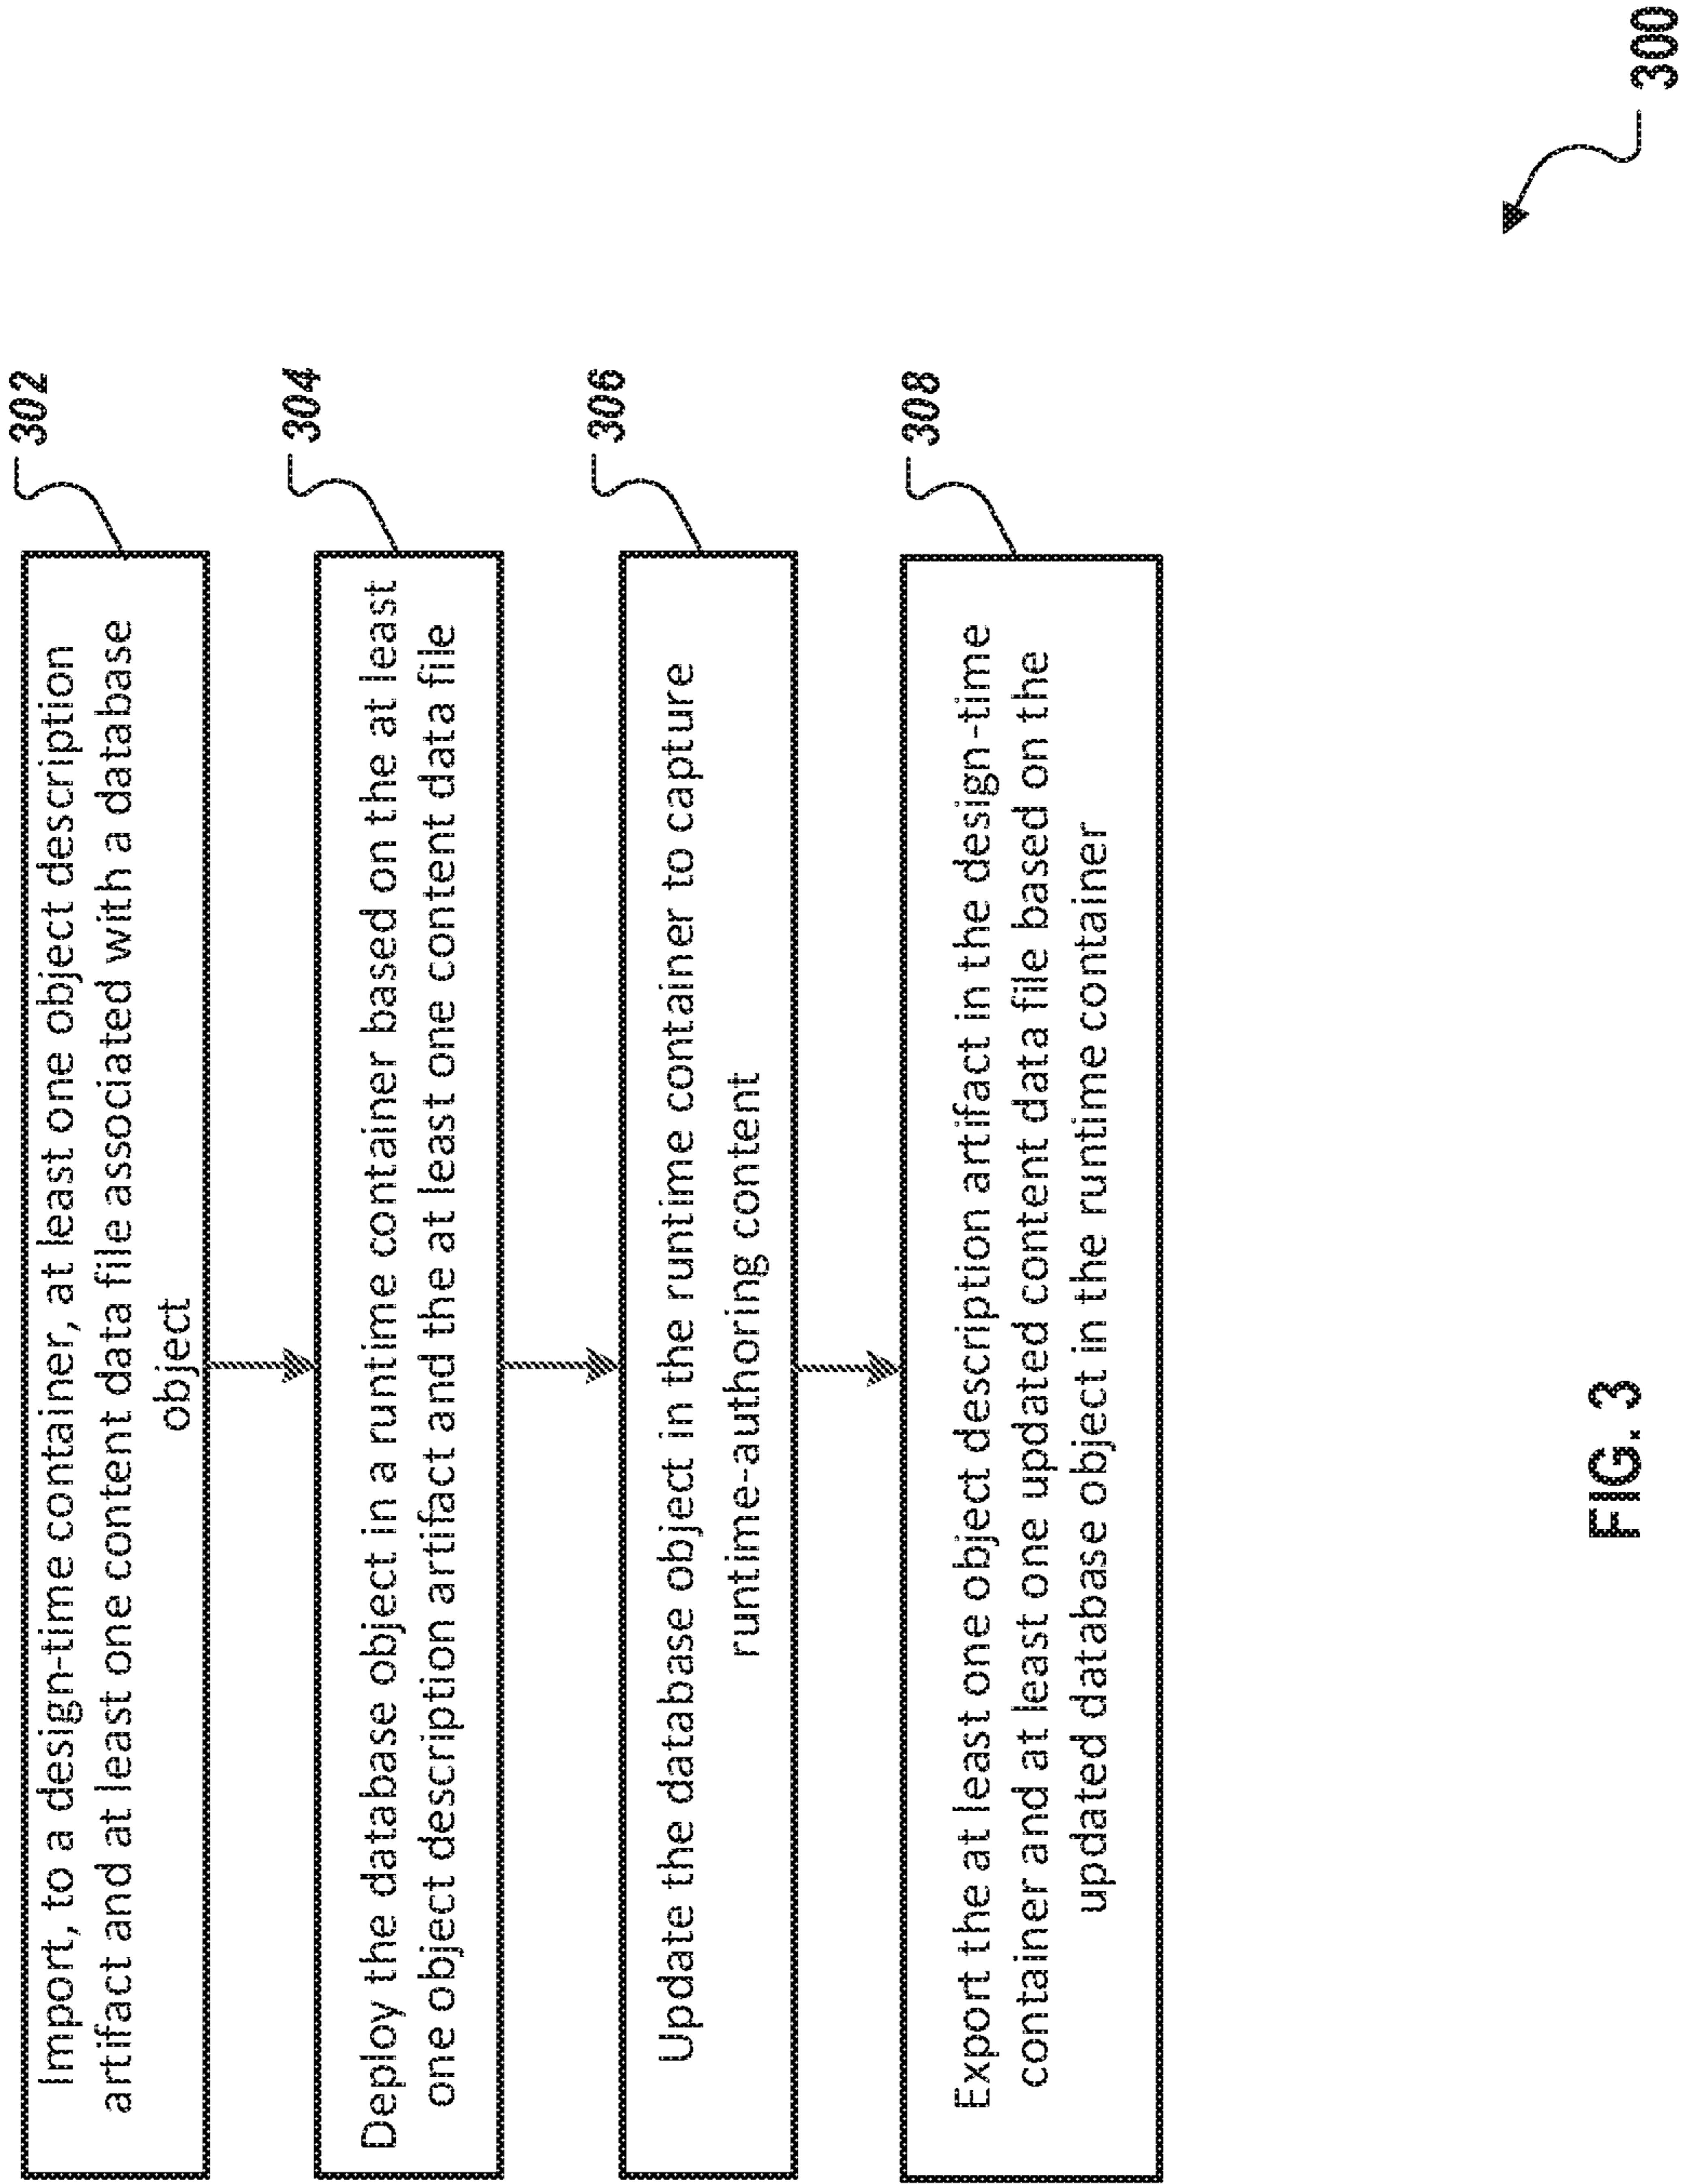 302
Import, to a design-time container, at least one object description
artifact and at least one content data file associated with a database
object
304
Deploy the database object in a runtime container based on the at least
one object description artifact and the at least one content data file
306
Update the database object in the runtime container to capture
runtime-authoring content
308
Export the at least one object description artifact in the design-time
container and at least one updated content data file based on the
updated database object in the runtime container
300
FIG. 3